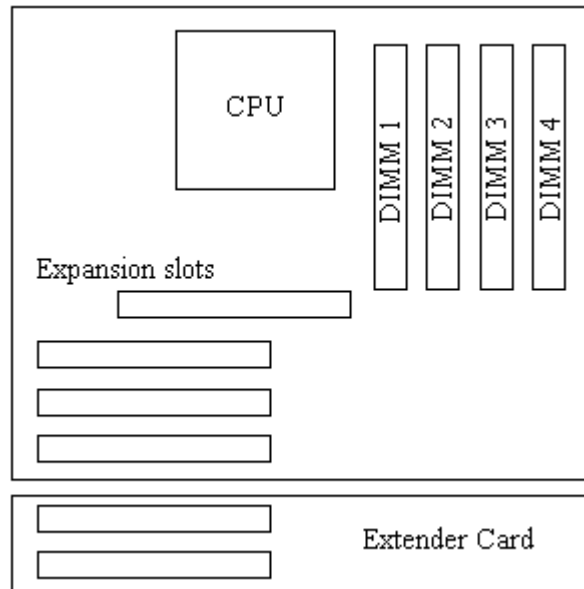 CPU
DIMM 1
DIMM 2
DIMM 3
DIMM 4
Expansion slots
Extender Card